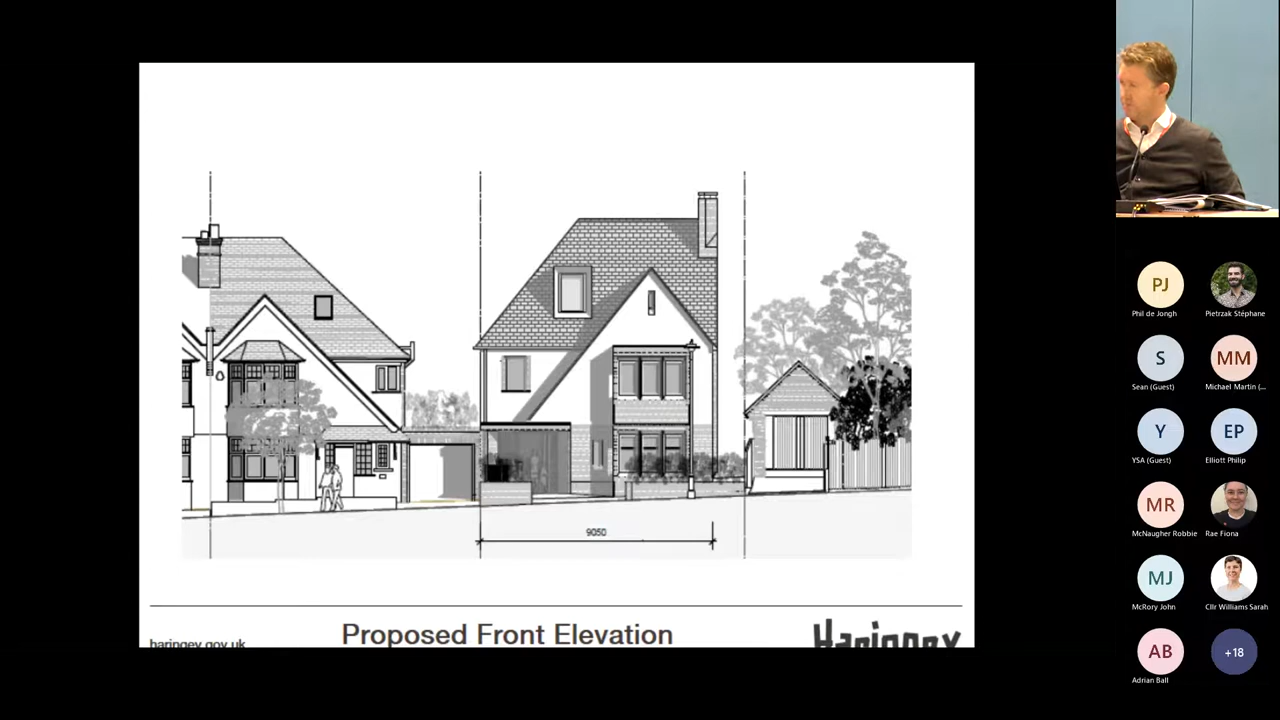 9050
haringey.gov.uk
Proposed Front Elevation
Haringey
PJ
Phil de Jongh
Pietrzak Stéphane
S
Sean (Guest)
MM
Michael Martin (...
Y
YSA (Guest)
EP
Elliott Philip
MR
McNaugher Robbie
Rae Fiona
MJ
McRory John
Cllr Williams Sarah
AB
Adrian Ball
+18